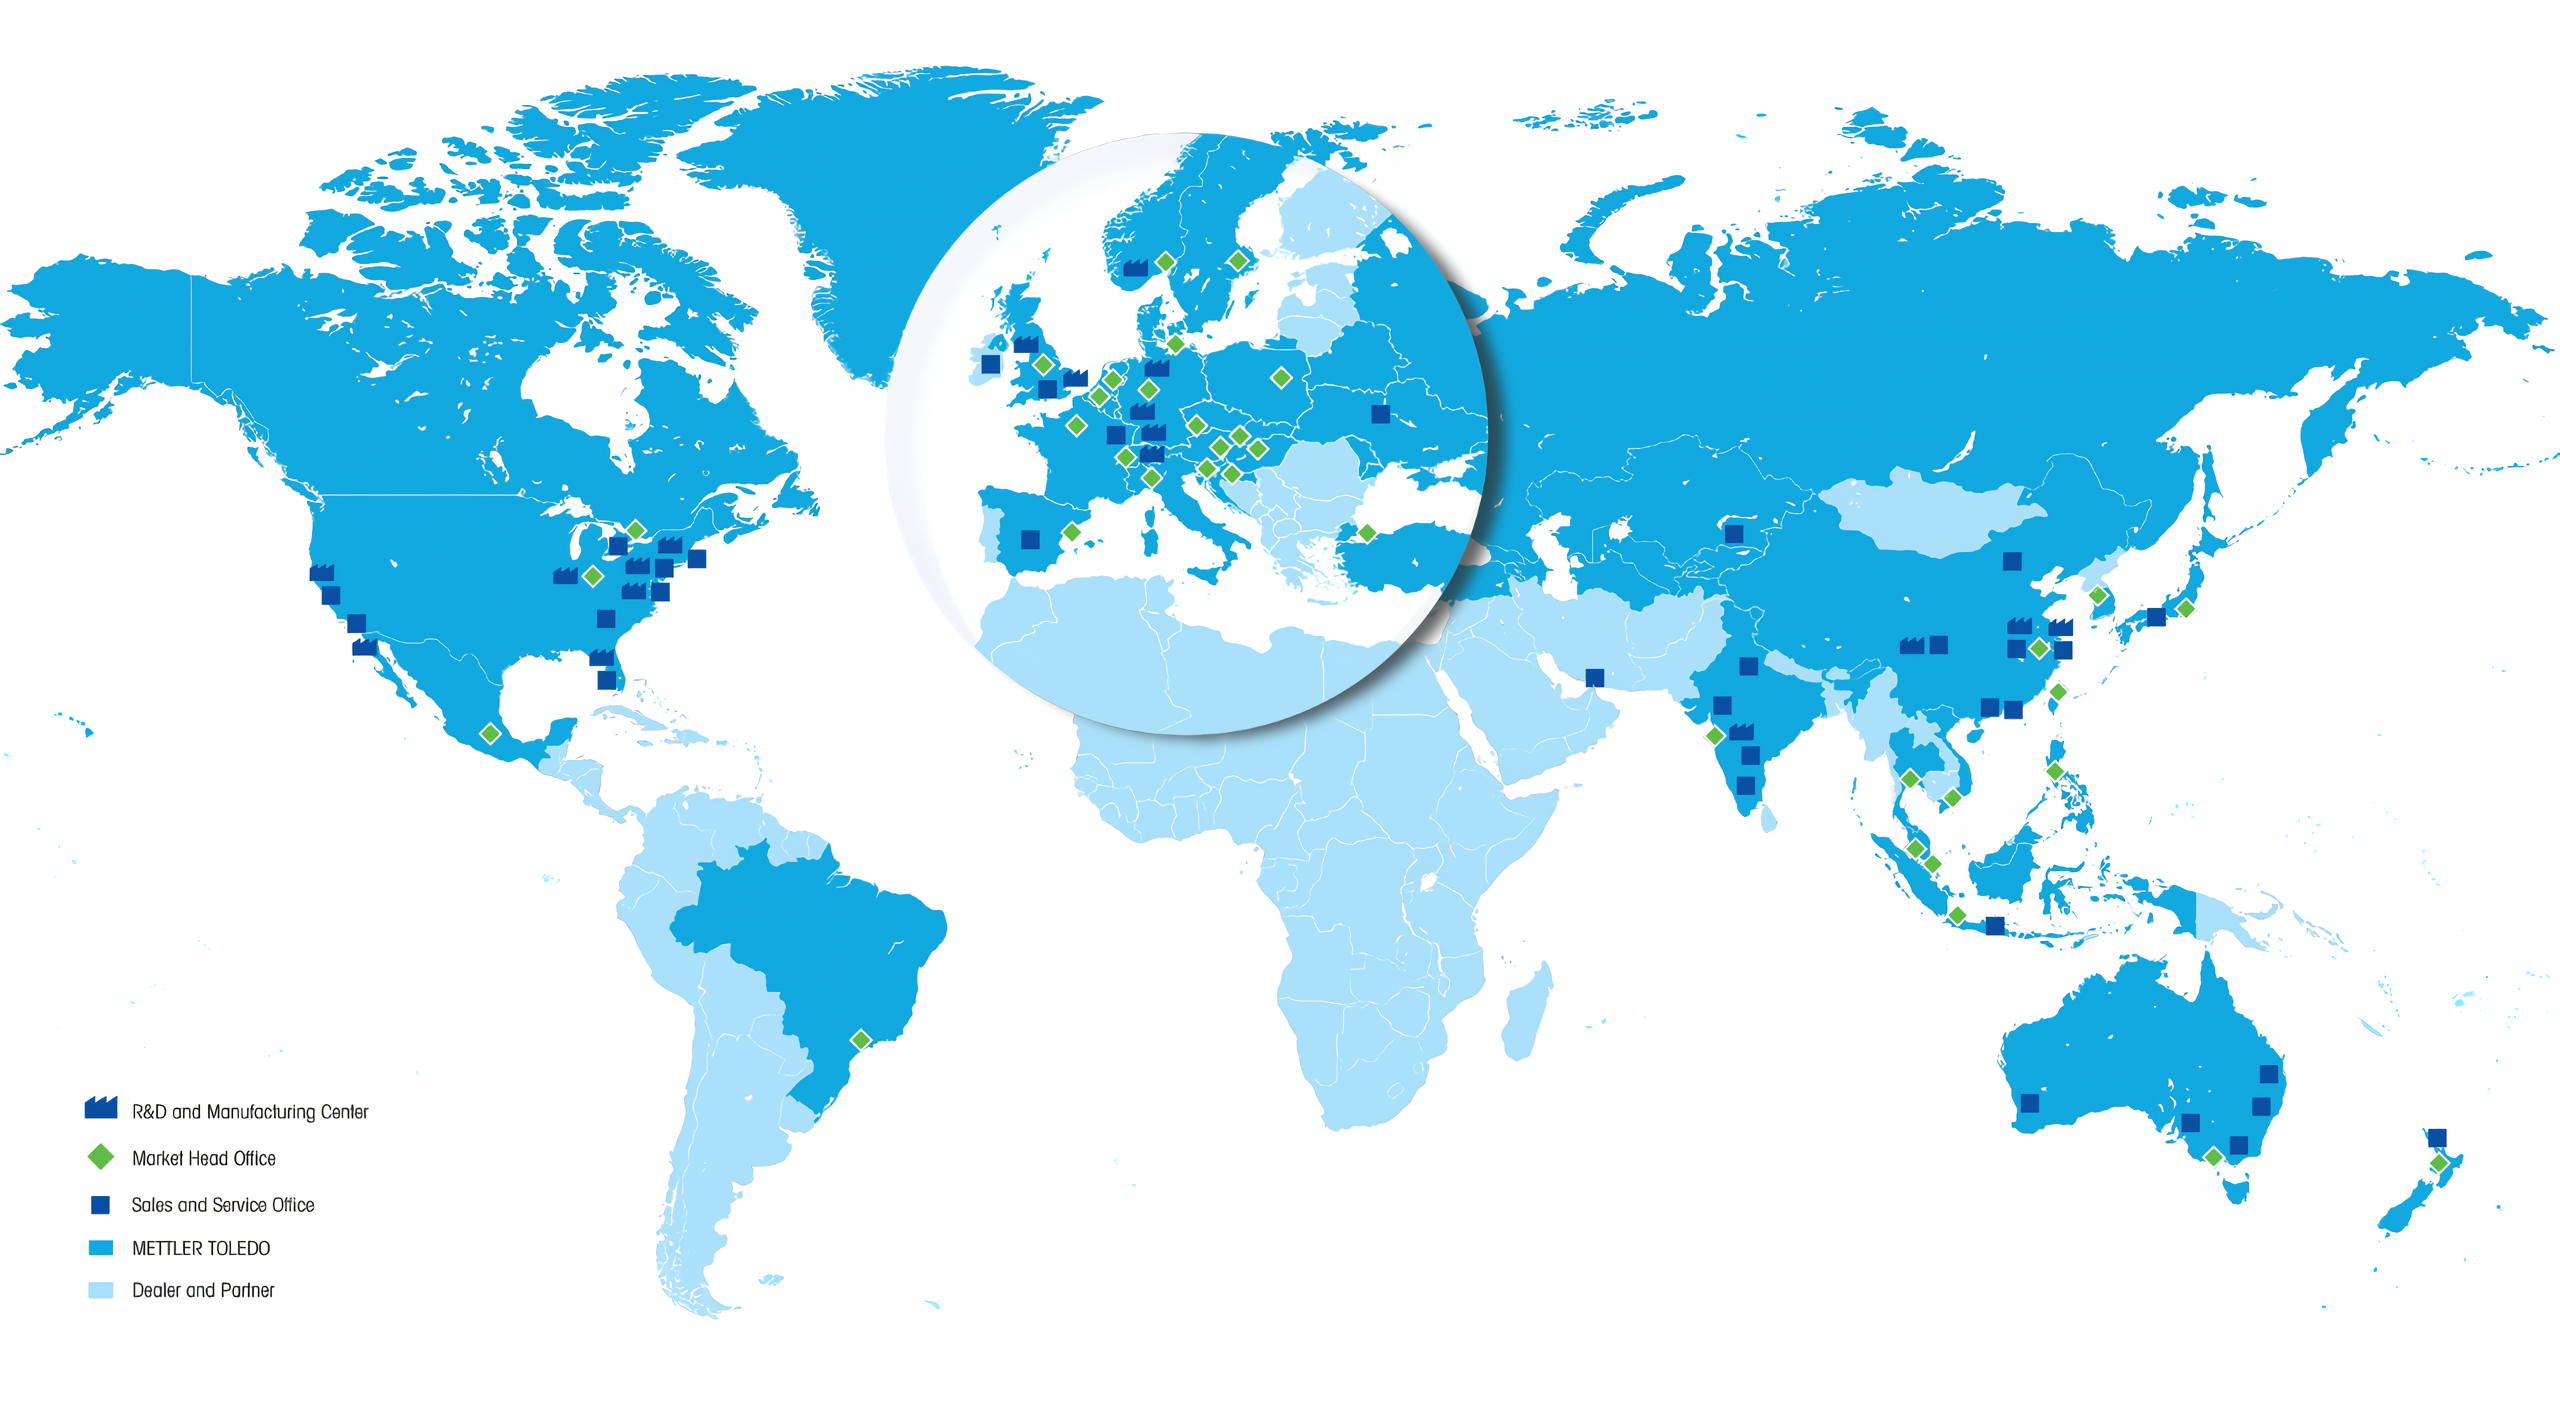 R&D and Manufacturing Center
Market Head Office
Sales and Service Office
METTLER TOLEDO
Dealer and Partner